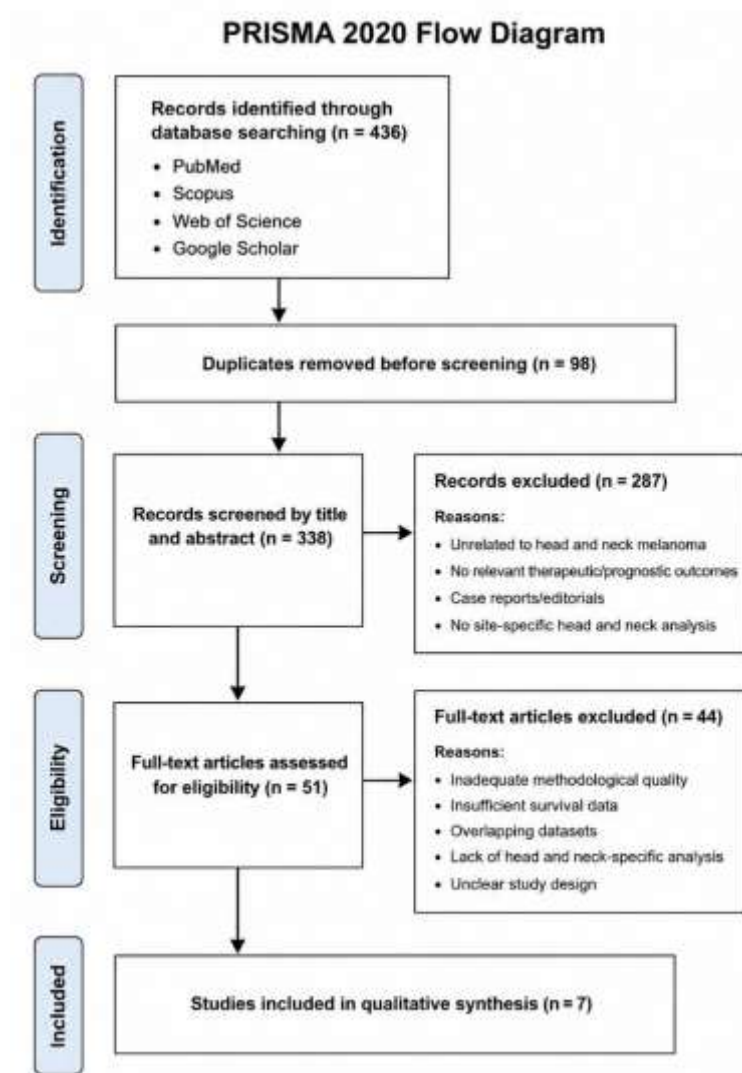 PRISMA 2020 Flow Diagram
Identification
Records identified through
database searching (n = 436)
• PubMed
• Scopus
• Web of Science
• Google Scholar
Duplicates removed before screening (n = 98)
Screening
Records screened by title
and abstract (n = 338)
Records excluded (n = 287)
Reasons:
• Unrelated to head and neck melanoma
• No relevant therapeutic/prognostic outcomes
• Case reports/editorials
• No site-specific head and neck analysis
Eligibility
Full-text articles assessed
for eligibility (n = 51)
Full-text articles excluded (n = 44)
Reasons:
• Inadequate methodological quality
• Insufficient survival data
• Overlapping datasets
• Lack of head and neck-specific analysis
• Unclear study design
Included
Studies included in qualitative synthesis (n = 7)